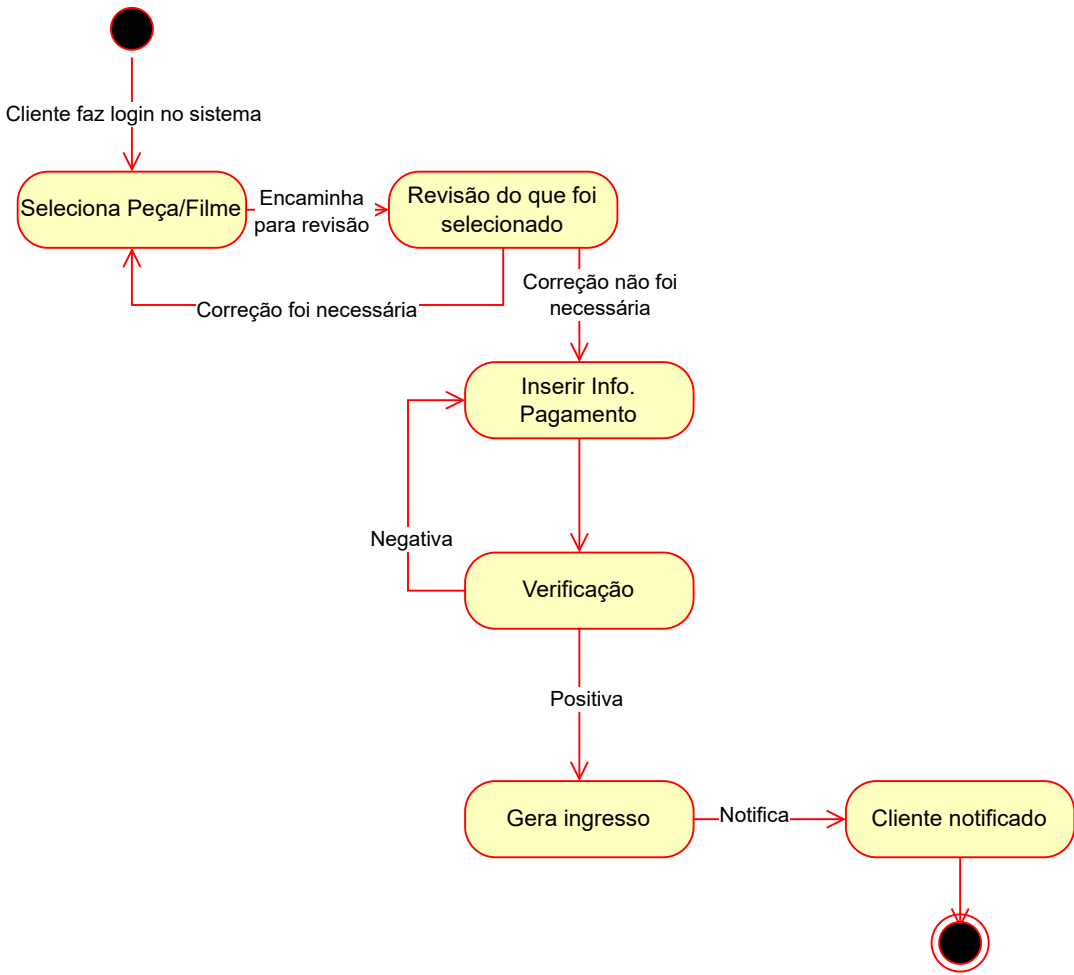 Cliente faz login no sistema
Seleciona Peça/Filme
Encaminha
para revisão
Revisão do que foi
selecionado
Correção foi necessária
Correção não foi
necessária
Inserir Info.
Pagamento
Negativa
Verificação
Positiva
Gera ingresso
Notifica
Cliente notificado